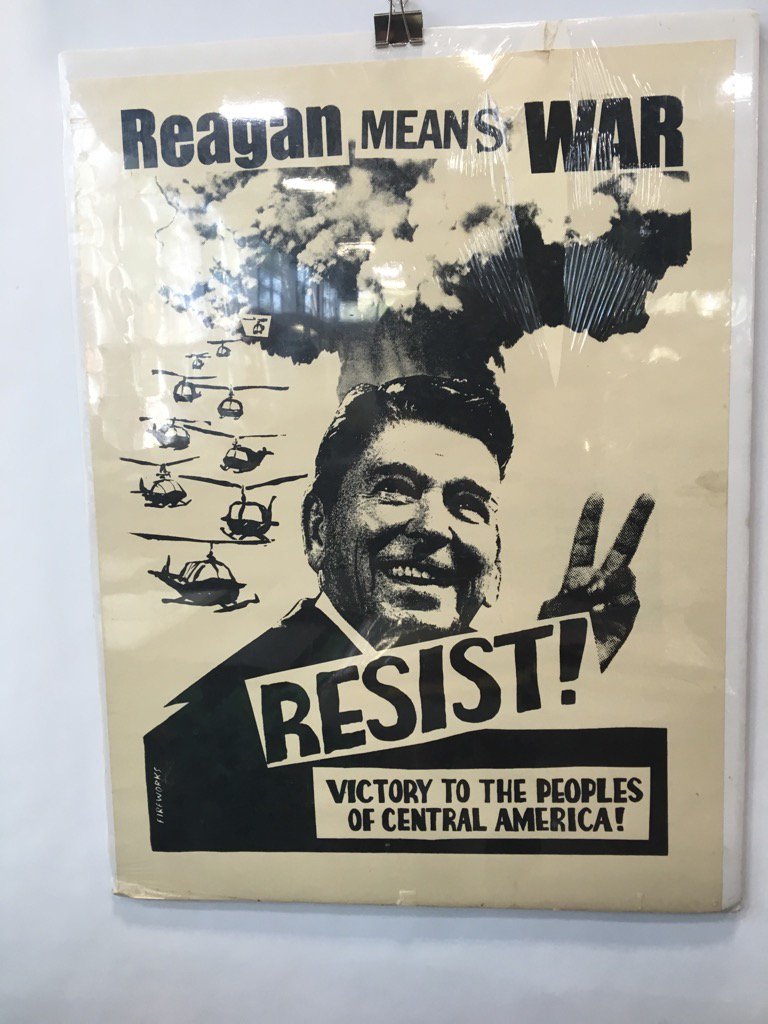 Reagan MEANS WAR
RESIST!
VICTORY TO THE PEOPLES
OF CENTRAL AMERICA!
FIREWORKS